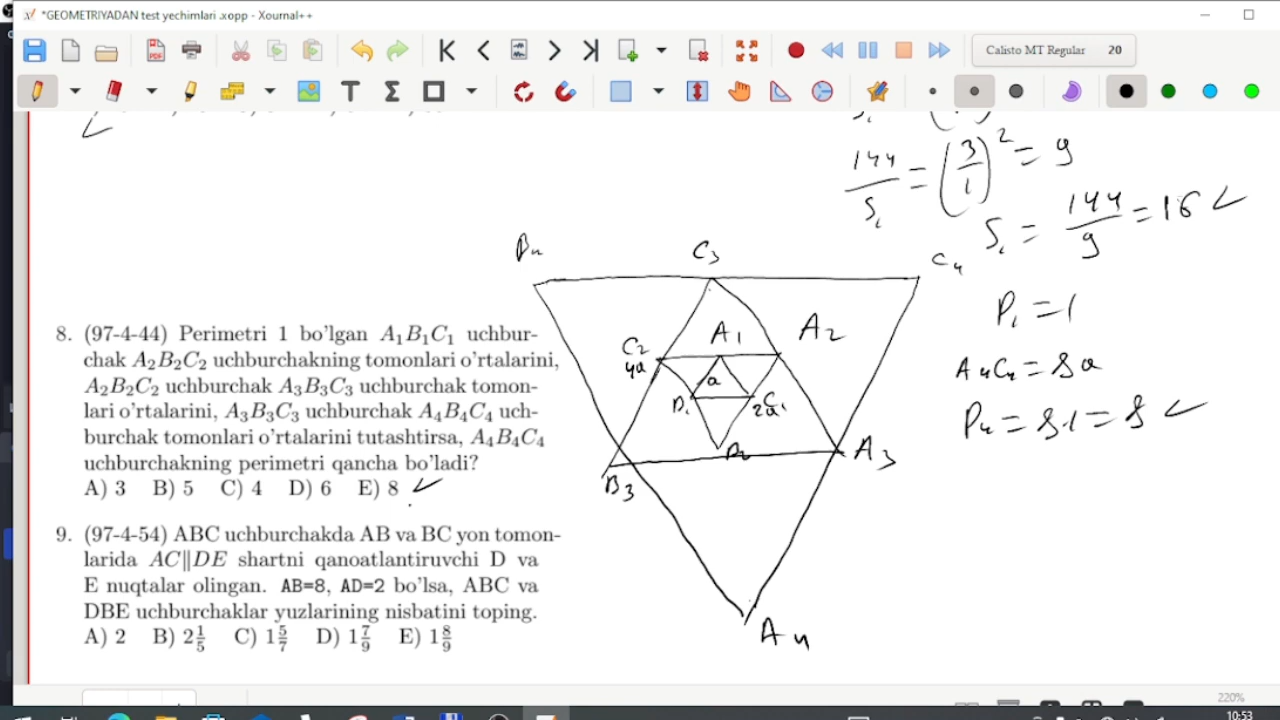 *GEOMETRIYADAN test yechimlari .xopp - Xournal++
Calisto MT Regular 20
144/S₁ = (3/1)² = 9
S₁ = 144/9 = 16
8. (97-4-44) Perimetri 1 bo'lgan A₁B₁C₁ uchbur-
chak A₂B₂C₂ uchburchakning tomonlari o'rtalarini,
A₂B₂C₂ uchburchak A₃B₃C₃ uchburchak tomon-
lari o'rtalarini, A₃B₃C₃ uchburchak A₄B₄C₄ uch-
burchak tomonlari o'rtalarini tutashtirsa, A₄B₄C₄
uchburchakning perimetri qancha bo'ladi?
A) 3 B) 5 C) 4 D) 6 E) 8
B₄ C₃ C₄
A₁ A₂
C₂
4a
a
B₁ C₁
2a
B₂
B₃ A₃
A₄
P₁ = 1
A₄C₄ = 8a
P₄ = 8·1 = 8
9. (97-4-54) ABC uchburchakda AB va BC yon tomon-
larida AC∥DE shartni qanoatlantiruvchi D va
E nuqtalar olingan. AB=8, AD=2 bo'lsa, ABC va
DBE uchburchaklar yuzlarining nisbatini toping.
A) 2 B) 2 1/5 C) 1 5/7 D) 1 7/9 E) 1 8/9
220%
10:53